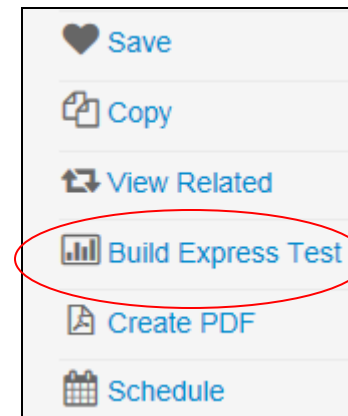 Save
Copy
View Related
Build Express Test
Create PDF
Schedule